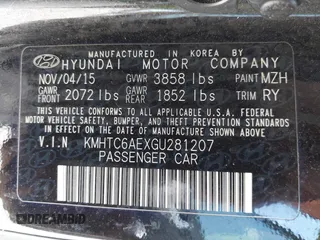 MANUFACTURED IN KOREA BY
HYUNDAI MOTOR COMPANY
NOV/04/15 GVWR 3858 lbs PAINT MZH
GAWR FRONT 2072 lbs GAWR REAR 1852 lbs TRIM RY
THIS VEHICLE CONFORMS TO ALL APPLICABLE U.S.A. FEDERAL
MOTOR VEHICLE SAFETY, BUMPER, AND THEFT PREVENTION
STANDARDS IN EFFECT ON THE DATE OF MANUFACTURE
SHOWN ABOVE.
V.I.N KMHTC6AEXGU281207
PASSENGER CAR
IDREAMBID